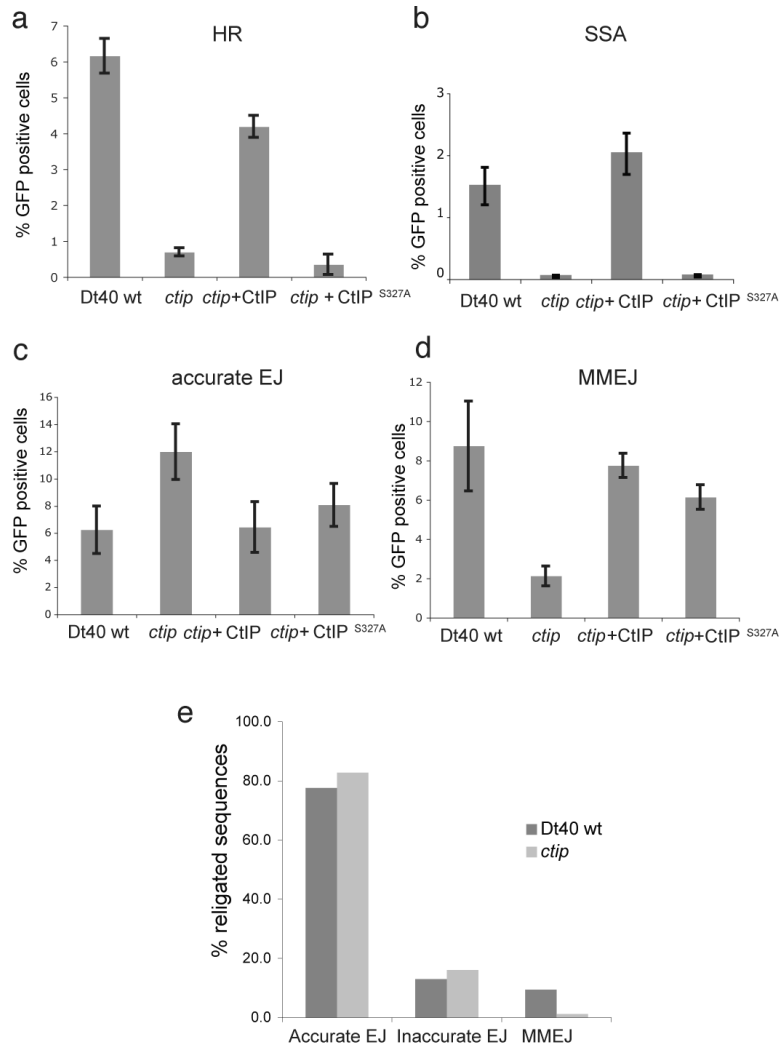 a
HR
% GFP positive cells
7
6
5
4
3
2
1
0
Dt40 wt ctip ctip+CtIP ctip + CtIP S327A
b
SSA
% GFP positive cells
3
2
1
0
Dt40 wt ctip ctip+ CtIP ctip+ CtIP S327A
c
accurate EJ
% GFP positive cells
16
14
12
10
8
6
4
2
0
Dt40 wt ctip ctip+ CtIP ctip+ CtIP S327A
d
MMEJ
% GFP positive cells
12
10
8
6
4
2
0
Dt40 wt ctip ctip+CtIP ctip+CtIP S327A
e
% religated sequences
100.0
80.0
60.0
40.0
20.0
0.0
Dt40 wt
ctip
Accurate EJ Inaccurate EJ MMEJ